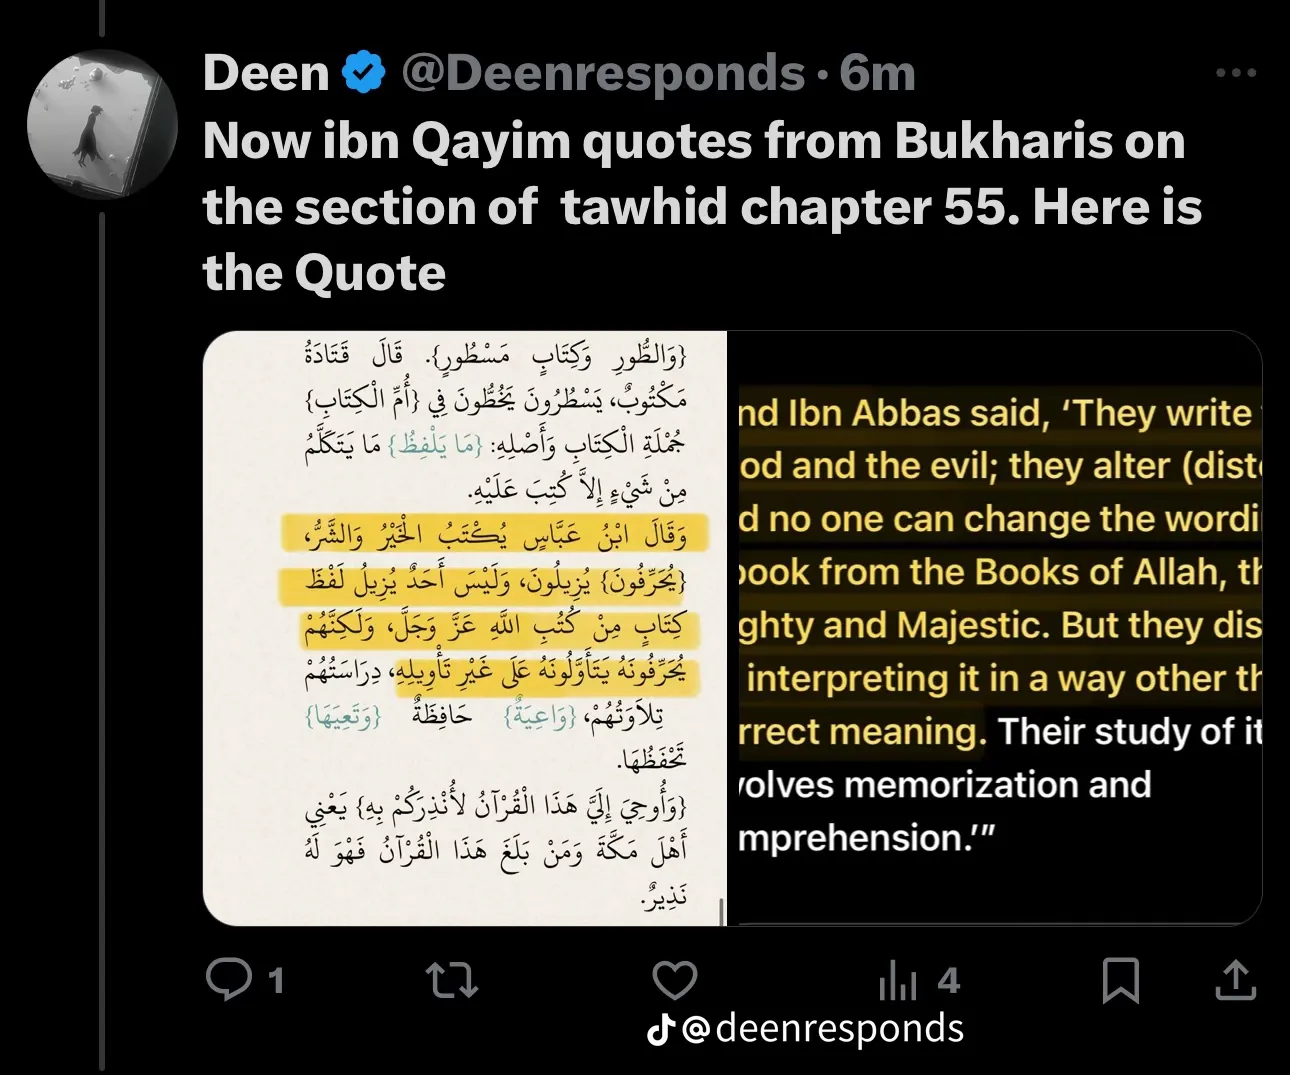 Deen @Deenresponds · 6m
Now ibn Qayim quotes from Bukharis on
the section of tawhid chapter 55. Here is
the Quote
{وَالطُّورِ وَكِتَابٍ مَسْطُورٍ}. قَالَ قَتَادَةُ
مَكْتُوبٌ، يَسْطُرُونَ يَخُطُّونَ فِي {أُمِّ الْكِتَابِ}
جُمْلَةِ الْكِتَابِ وَأَصْلِهِ: {مَا يَلْفِظُ} مَا يَتَكَلَّمُ
مِنْ شَيْءٍ إِلاَّ كُتِبَ عَلَيْهِ.
وَقَالَ ابْنُ عَبَّاسٍ يُكْتَبُ الْخَيْرُ وَالشَّرُّ،
{يُحَرِّفُونَ} يُزِيلُونَ، وَلَيْسَ أَحَدٌ يُزِيلُ لَفْظَ
كِتَابٍ مِنْ كُتُبِ اللَّهِ عَزَّ وَجَلَّ، وَلَكِنَّهُمْ
يُحَرِّفُونَهُ يَتَأَوَّلُونَهُ عَلَى غَيْرِ تَأْوِيلِهِ، دِرَاسَتُهُمْ
تِلاَوَتُهُمْ، {وَاعِيَةٌ} حَافِظَةٌ {وَتَعِيَهَا}
تَحْفَظُهَا.
{وَأُوحِيَ إِلَيَّ هَذَا الْقُرْآنُ لأُنْذِرَكُمْ بِهِ} يَعْنِي
أَهْلَ مَكَّةَ وَمَنْ بَلَغَ هَذَا الْقُرْآنُ فَهْوَ لَهُ
نَذِيرٌ.
nd Ibn Abbas said, ‘They write
od and the evil; they alter (dist
d no one can change the wordi
book from the Books of Allah, th
ghty and Majestic. But they dis
interpreting it in a way other th
rrect meaning. Their study of it
volves memorization and
mprehension.’”
1
4
@deenresponds